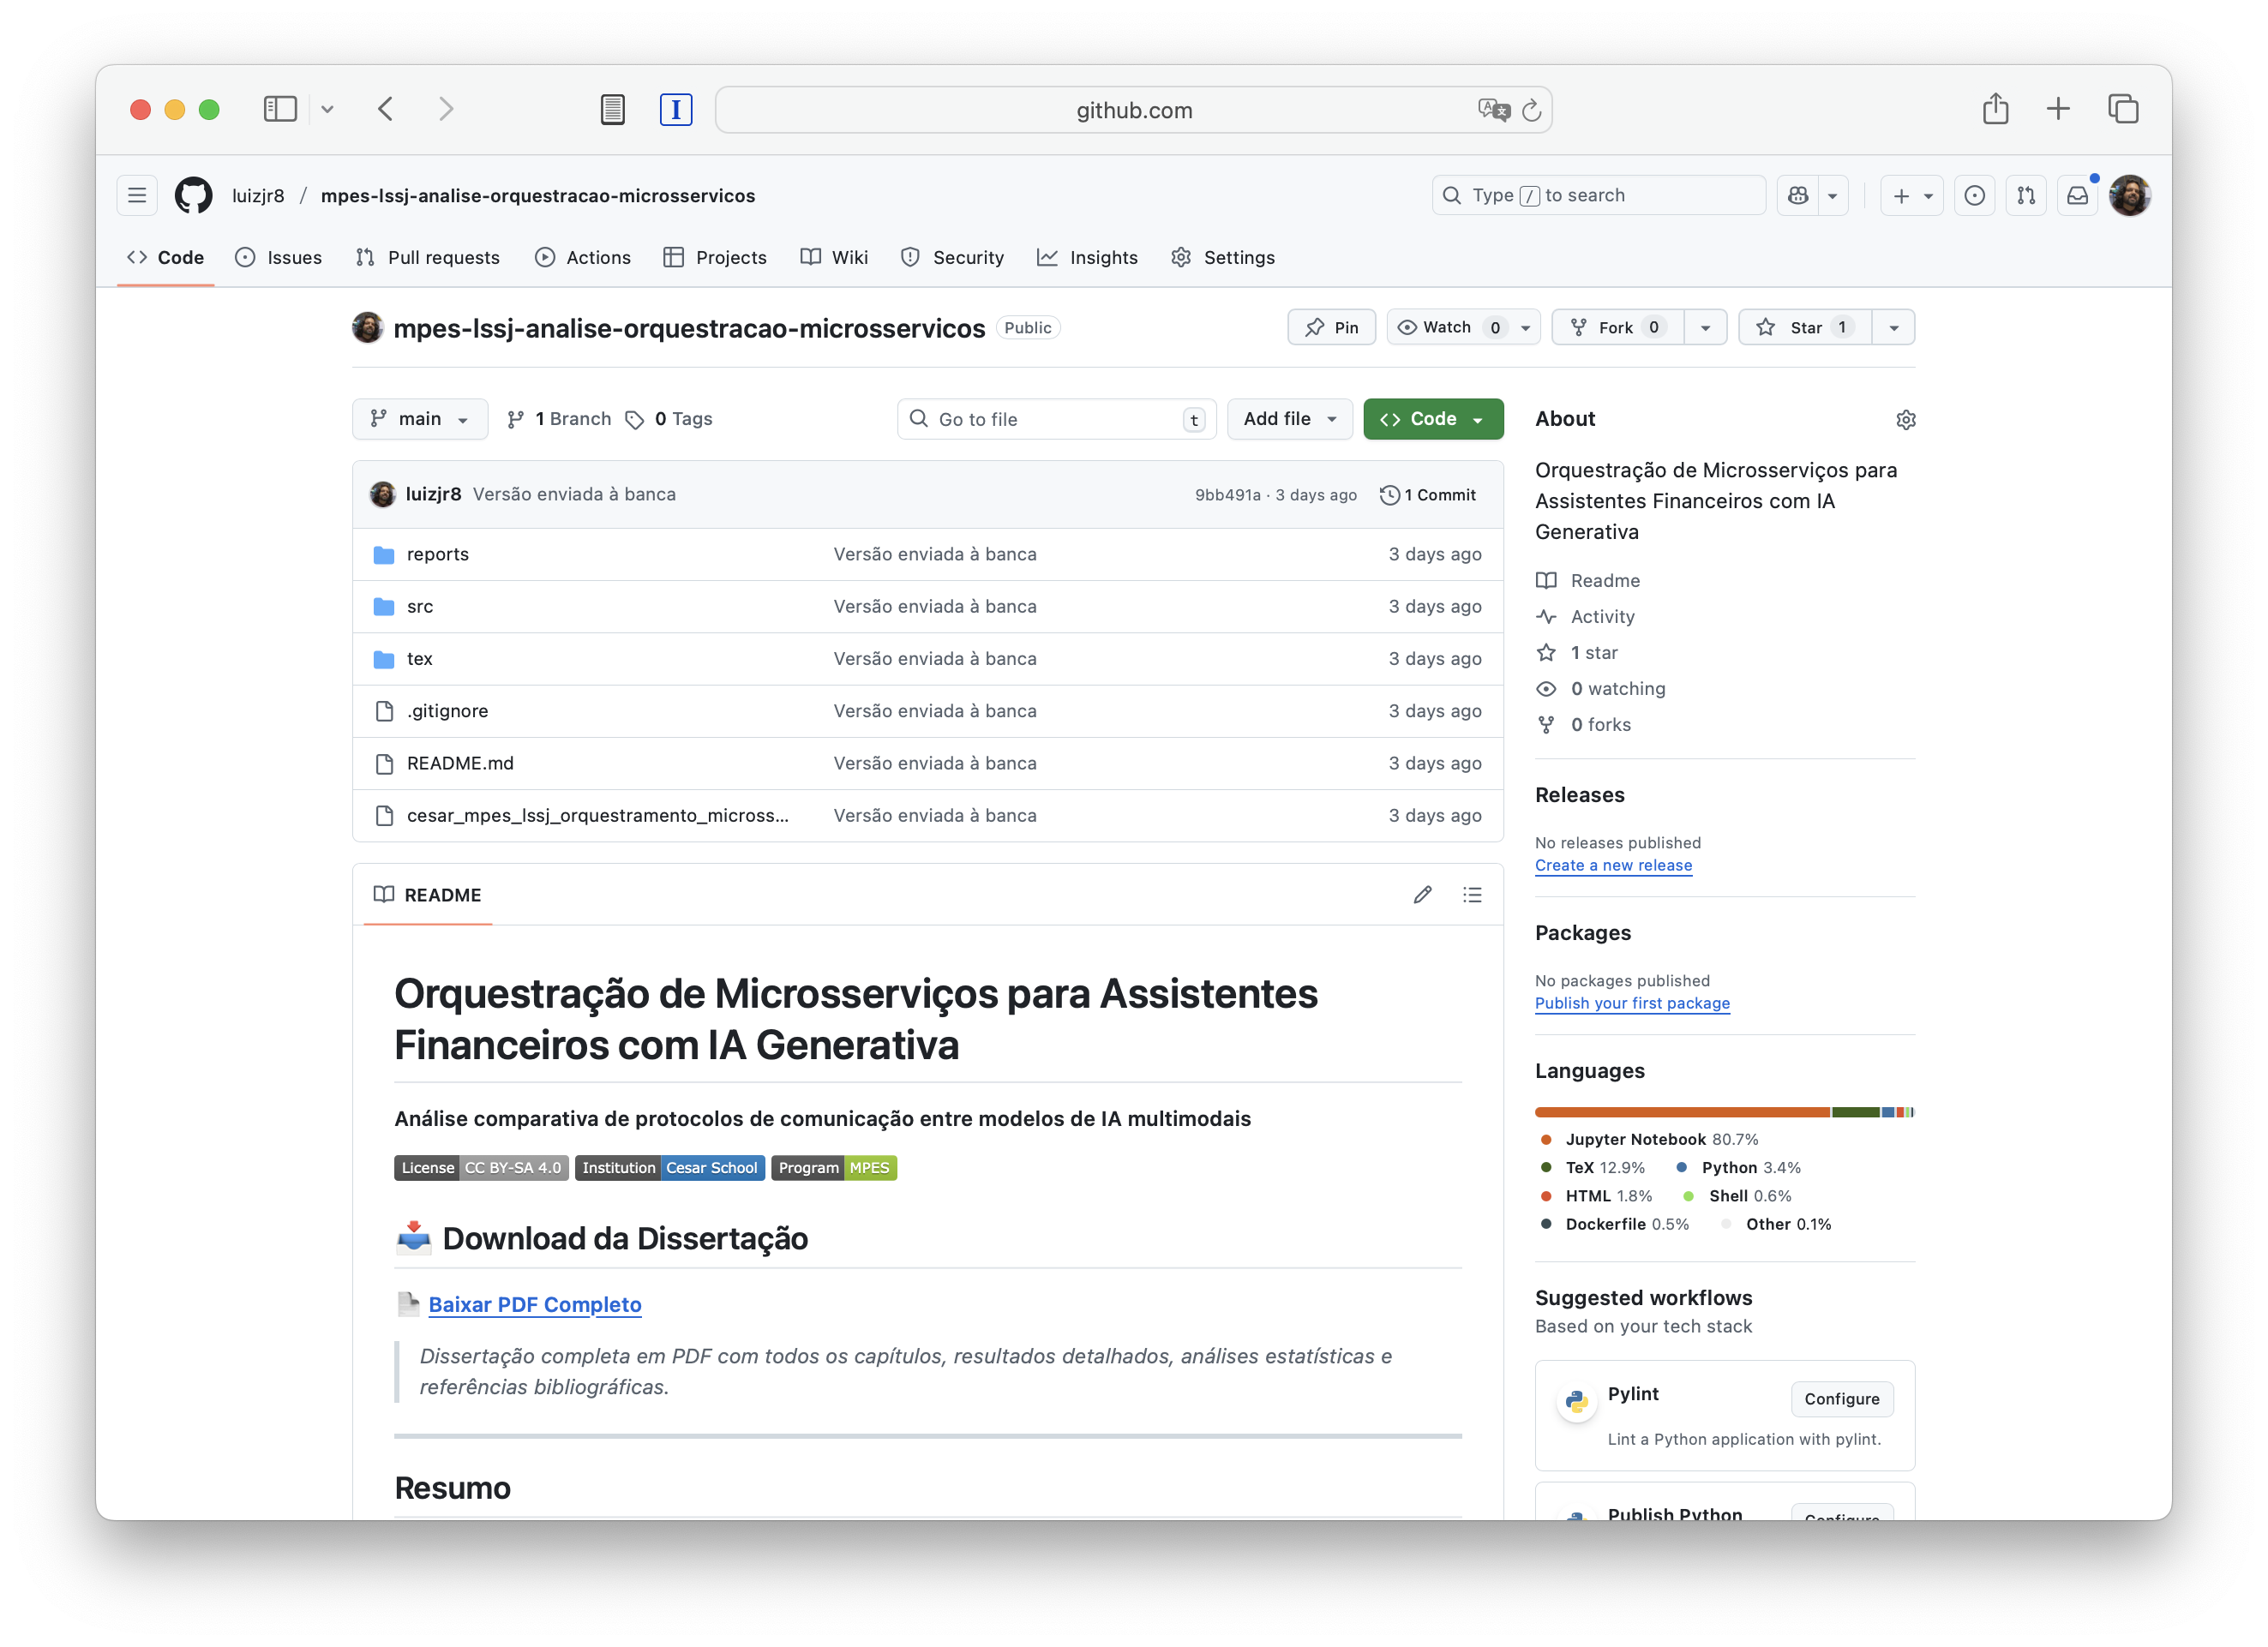 github.com
luizjr8 / mpes-lssj-analise-orquestracao-microsservicos
Type / to search
Code Issues Pull requests Actions Projects Wiki Security Insights Settings
mpes-lssj-analise-orquestracao-microsservicos Public
Pin Watch 0 Fork 0 Star 1
main 1 Branch 0 Tags Go to file t Add file Code
luizjr8 Versão enviada à banca 9bb491a · 3 days ago 1 Commit
reports Versão enviada à banca 3 days ago
src Versão enviada à banca 3 days ago
tex Versão enviada à banca 3 days ago
.gitignore Versão enviada à banca 3 days ago
README.md Versão enviada à banca 3 days ago
cesar_mpes_lssj_orquestramento_micross... Versão enviada à banca 3 days ago
README
Orquestração de Microsserviços para Assistentes
Financeiros com IA Generativa
Análise comparativa de protocolos de comunicação entre modelos de IA multimodais
License CC BY-SA 4.0 Institution Cesar School Program MPES
Download da Dissertação
Baixar PDF Completo
Dissertação completa em PDF com todos os capítulos, resultados detalhados, análises estatísticas e
referências bibliográficas.
Resumo
About
Orquestração de Microsserviços para
Assistentes Financeiros com IA
Generativa
Readme
Activity
1 star
0 watching
0 forks
Releases
No releases published
Create a new release
Packages
No packages published
Publish your first package
Languages
Jupyter Notebook 80.7%
TeX 12.9% Python 3.4%
HTML 1.8% Shell 0.6%
Dockerfile 0.5% Other 0.1%
Suggested workflows
Based on your tech stack
Pylint Configure
Lint a Python application with pylint.
Publish Python Configure